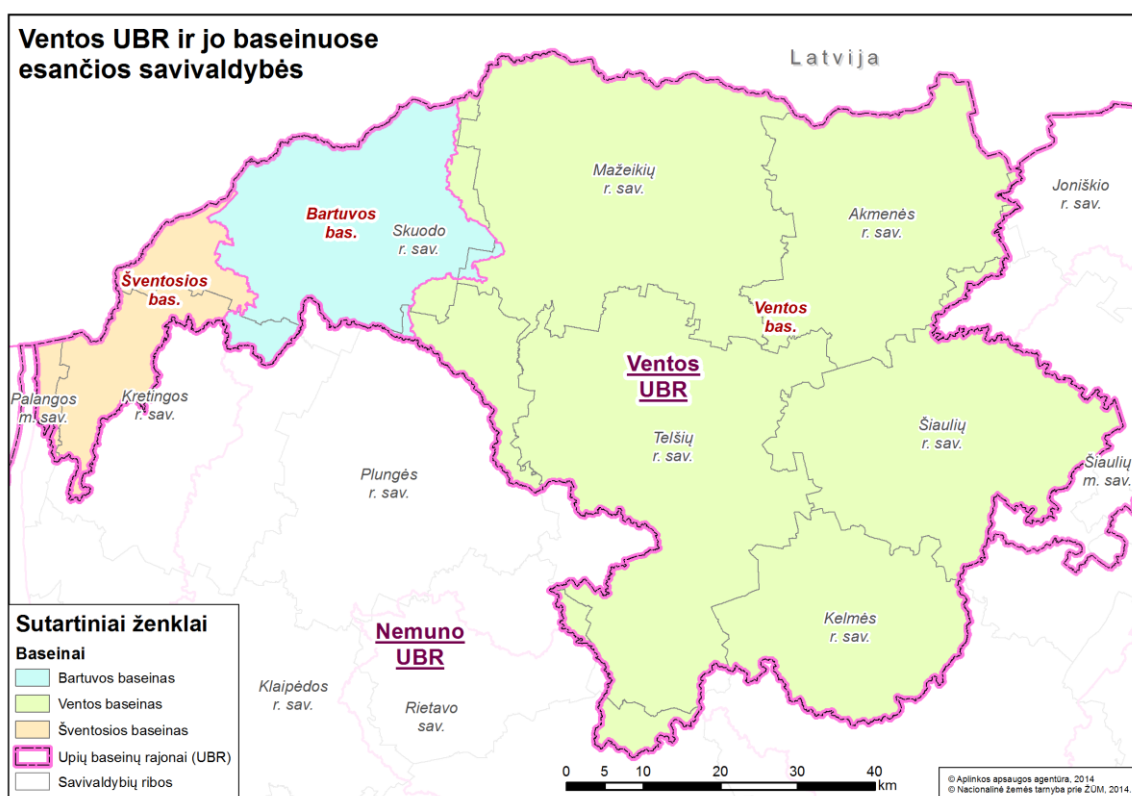 Ventos UBR ir jo baseinuose
esančios savivaldybės
Latvija
Mažeikių
r. sav.
Akmenės
r. sav.
Joniškio
r. sav.
Bartuvos
bas.
Skuodo
r. sav.
Šventosios
bas.
Ventos
bas.
Ventos
UBR
Palangos
m. sav.
Kretingos
r. sav.
Telšių
r. sav.
Šiaulių
r. sav.
Šiaulių
m. sav.
Plungės
r. sav.
Kelmės
r. sav.
Nemuno
UBR
Klaipėdos
r. sav.
Rietavo
sav.
Sutartiniai ženklai
Baseinai
Bartuvos baseinas
Ventos baseinas
Šventosios baseinas
Upių baseinų rajonai (UBR)
Savivaldybių ribos
0 5 10 20 30 40
km
© Aplinkos apsaugos agentūra, 2014
© Nacionalinė žemės tarnyba prie ŽŪM, 2014.